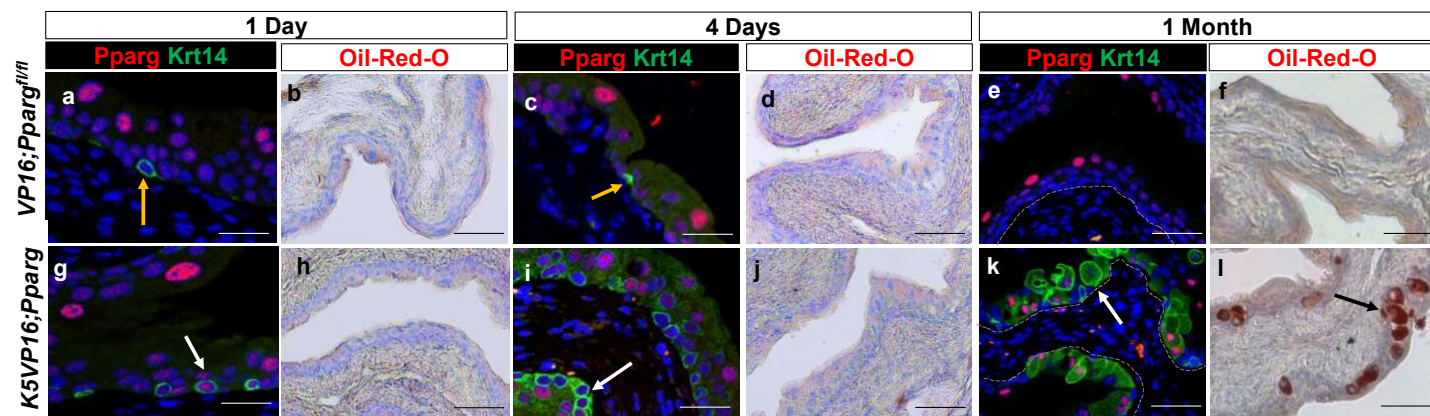 1 Day 4 Days 1 Month
Pparg Krt14 Oil-Red-O Pparg Krt14 Oil-Red-O Pparg Krt14 Oil-Red-O
VP16;Ppargfl/fl
a b c d e f
K5VP16;Pparg
g h i j k l